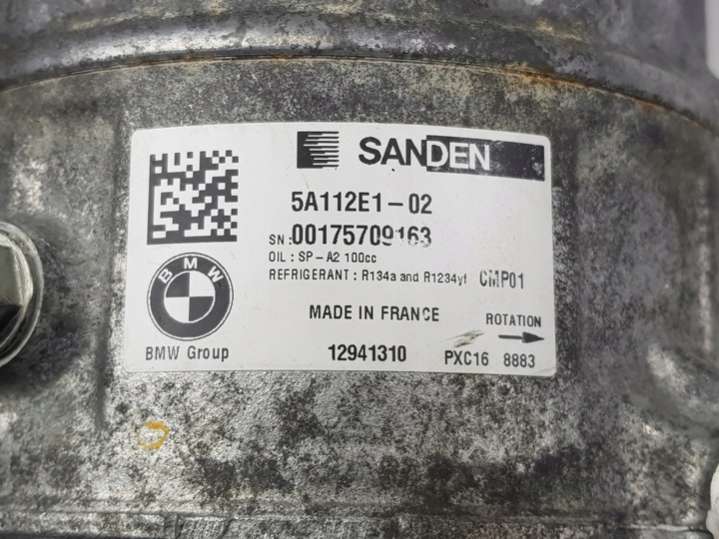 SANDEN
5A112E1-02
SN:00175709163
OIL : SP-A2 100cc
REFRIGERANT : R134a and R1234yf CMP01
BMW
MADE IN FRANCE
ROTATION
BMW Group 12941310 PXC16 8883